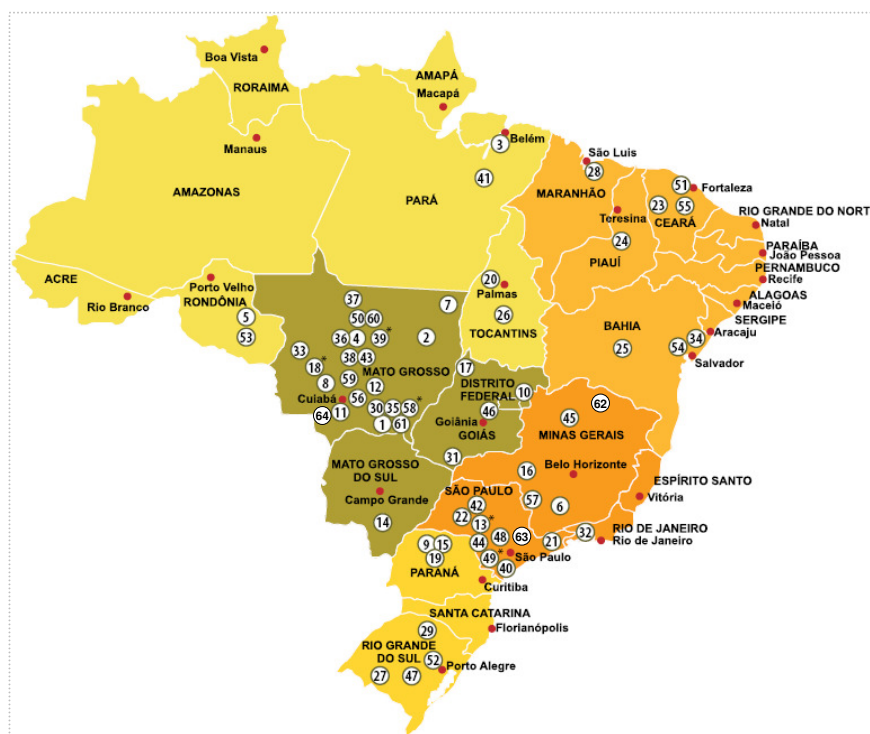 Boa Vista
RORAIMA
AMAPÁ
Macapá
Belém
3
Manaus
São Luis
28
41
51
Fortaleza
AMAZONAS
PARÁ
MARANHÃO
23
55
Teresina
CEARÁ
RIO GRANDE DO NORT
Natal
24
PIAUÍ
PARAÍBA
João Pessoa
PERNAMBUCO
Recife
ACRE
Rio Branco
Porto Velho
RONDÔNIA
5
53
20
Palmas
26
TOCANTINS
ALAGOAS
Maceió
SERGIPE
Aracaju
BAHIA
25
34
54
Salvador
37
7
50
60
36
4
39*
2
33
38
43
18*
MATO GROSSO
8
59
12
Cuiabá
56
64
11
30
35
58*
1
61
17
DISTRITO
FEDERAL
10
46
Goiânia
GOIÁS
31
62
45
MINAS GERAIS
MATO GROSSO
DO SUL
Campo Grande
14
16
Belo Horizonte
57
6
ESPÍRITO SANTO
Vitória
SÃO PAULO
42
22
13*
44
48
63
49*
40
São Paulo
21
32
RIO DE JANEIRO
Rio de Janeiro
9
15
19
PARANÁ
Curitiba
SANTA CATARINA
Florianópolis
29
RIO GRANDE
DO SUL
52
27
47
Porto Alegre